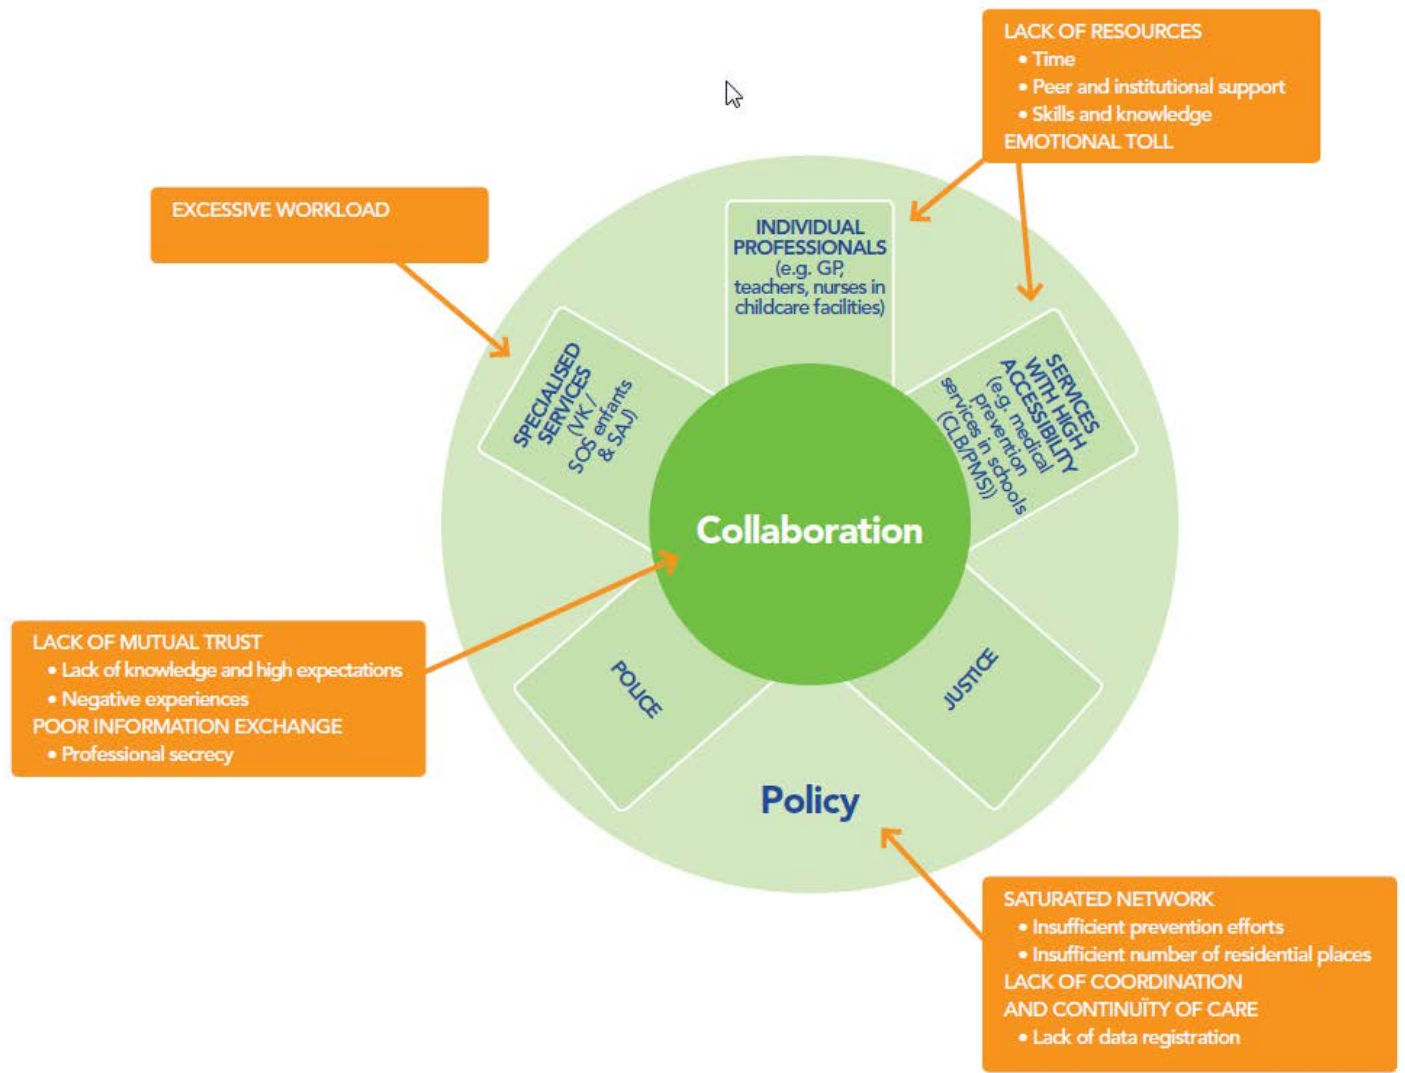 LACK OF RESOURCES
• Time
• Peer and institutional support
• Skills and knowledge
EMOTIONAL TOLL
EXCESSIVE WORKLOAD
INDIVIDUAL
PROFESSIONALS
(e.g. GP,
teachers, nurses in
childcare facilities)
SPECIALISED
SERVICES
(VK /
SOS enfants
& SAJ)
SERVICES
WITH HIGH
ACCESSIBILITY
(e.g. medical
prevention
services in schools
(CLB/PMS))
Collaboration
LACK OF MUTUAL TRUST
• Lack of knowledge and high expectations
• Negative experiences
POOR INFORMATION EXCHANGE
• Professional secrecy
POLICE
JUSTICE
Policy
SATURATED NETWORK
• Insufficient prevention efforts
• Insufficient number of residential places
LACK OF COORDINATION
AND CONTINUÏTY OF CARE
• Lack of data registration